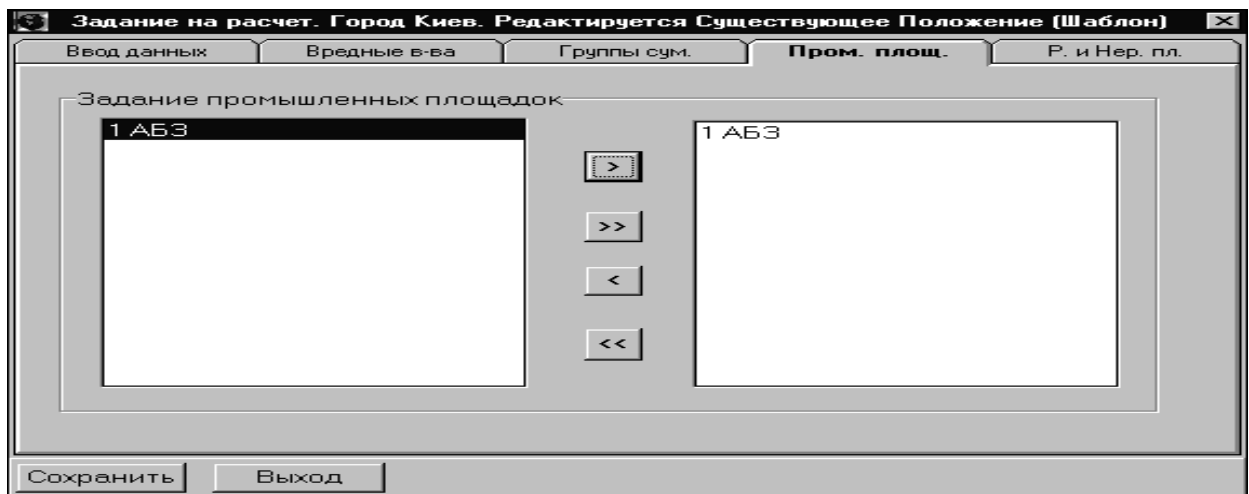 Задание на расчет. Город Киев. Редактируется Существующее Положение (Шаблон)
Ввод данных Вредные в-ва Группы сум. Пром. площ. Р. и Нер. пл.
Задание промышленных площадок
1 АБЗ 1 АБЗ
>
>>
<
<<
Сохранить Выход